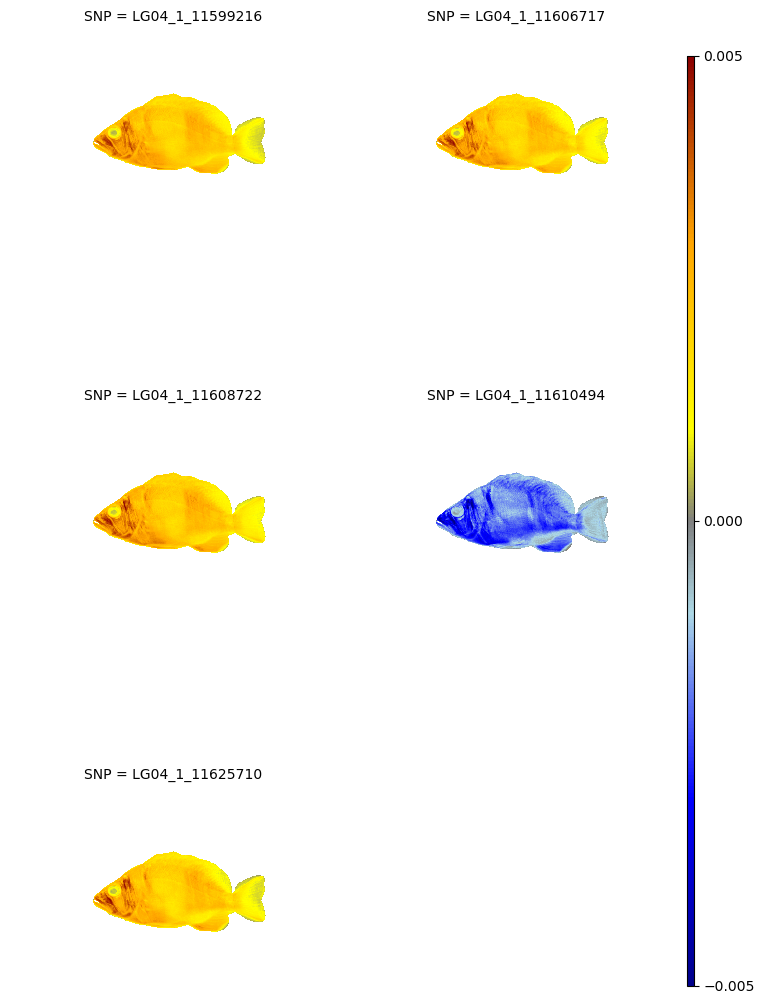 SNP = LG04_1_11599216
SNP = LG04_1_11606717
0.005
SNP = LG04_1_11608722
SNP = LG04_1_11610494
0.000
SNP = LG04_1_11625710
−0.005